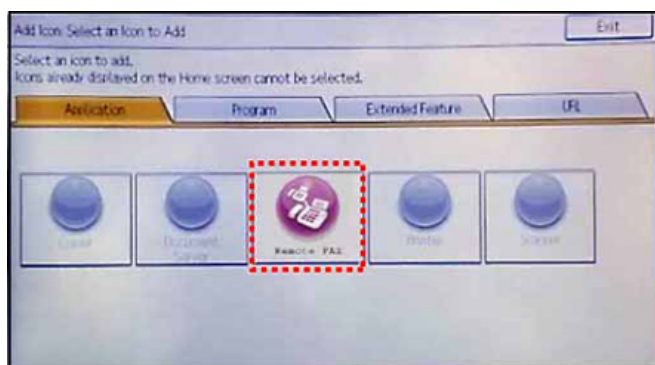 Add Icon: Select an Icon to Add
Exit
Select an icon to add.
Icons already displayed on the Home screen cannot be selected.
Application
Program
Extended Feature
URL
Copier
Document
Server
Remote FAX
Printer
Scanner